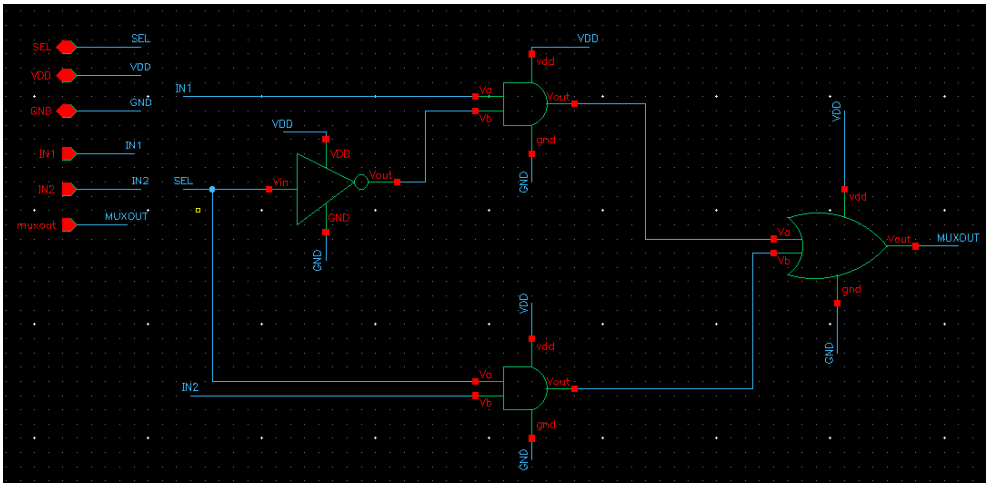 SEL SEL
VDD VDD
GND GND
IN1 IN1
IN2 IN2
muxout MUXOUT
IN1
VDD
vdd
Va
Vb
Vout
gnd
GND
VDD
VDD
SEL
Vin
Vout
GND
GND
VDD
vdd
Va
Vb
Vout
gnd
GND
MUXOUT
VDD
vdd
IN2
Va
Vb
Vout
gnd
GND